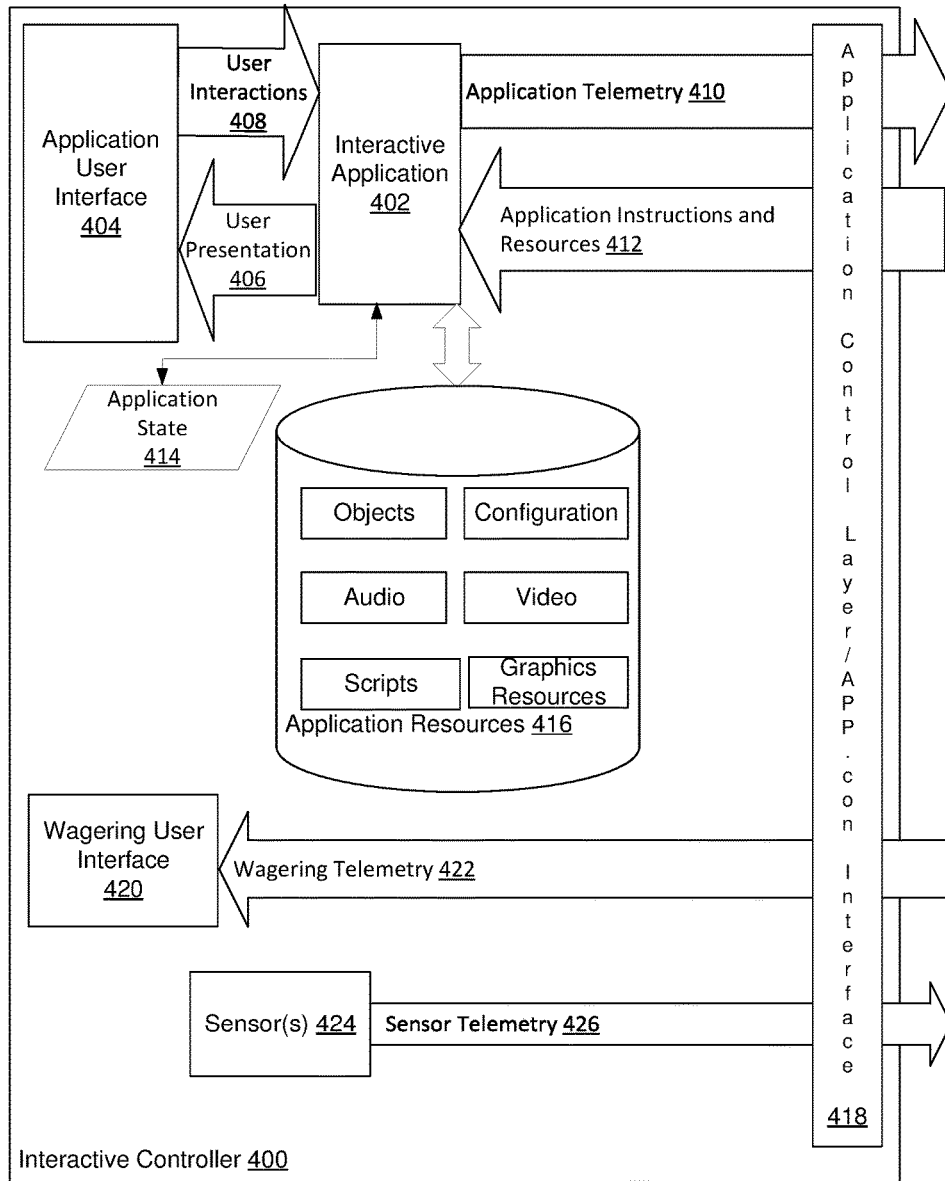 Application
User
Interface
404
User
Interactions
408
User
Presentation
406
Interactive
Application
402
Application Telemetry 410
Application Instructions and
Resources 412
Application
State
414
Objects
Configuration
Audio
Video
Scripts
Graphics
Resources
Application Resources 416
Wagering User
Interface
420
Wagering Telemetry 422
Sensor(s) 424
Sensor Telemetry 426
Application Control Layer/APP.con Interface
418
Interactive Controller 400